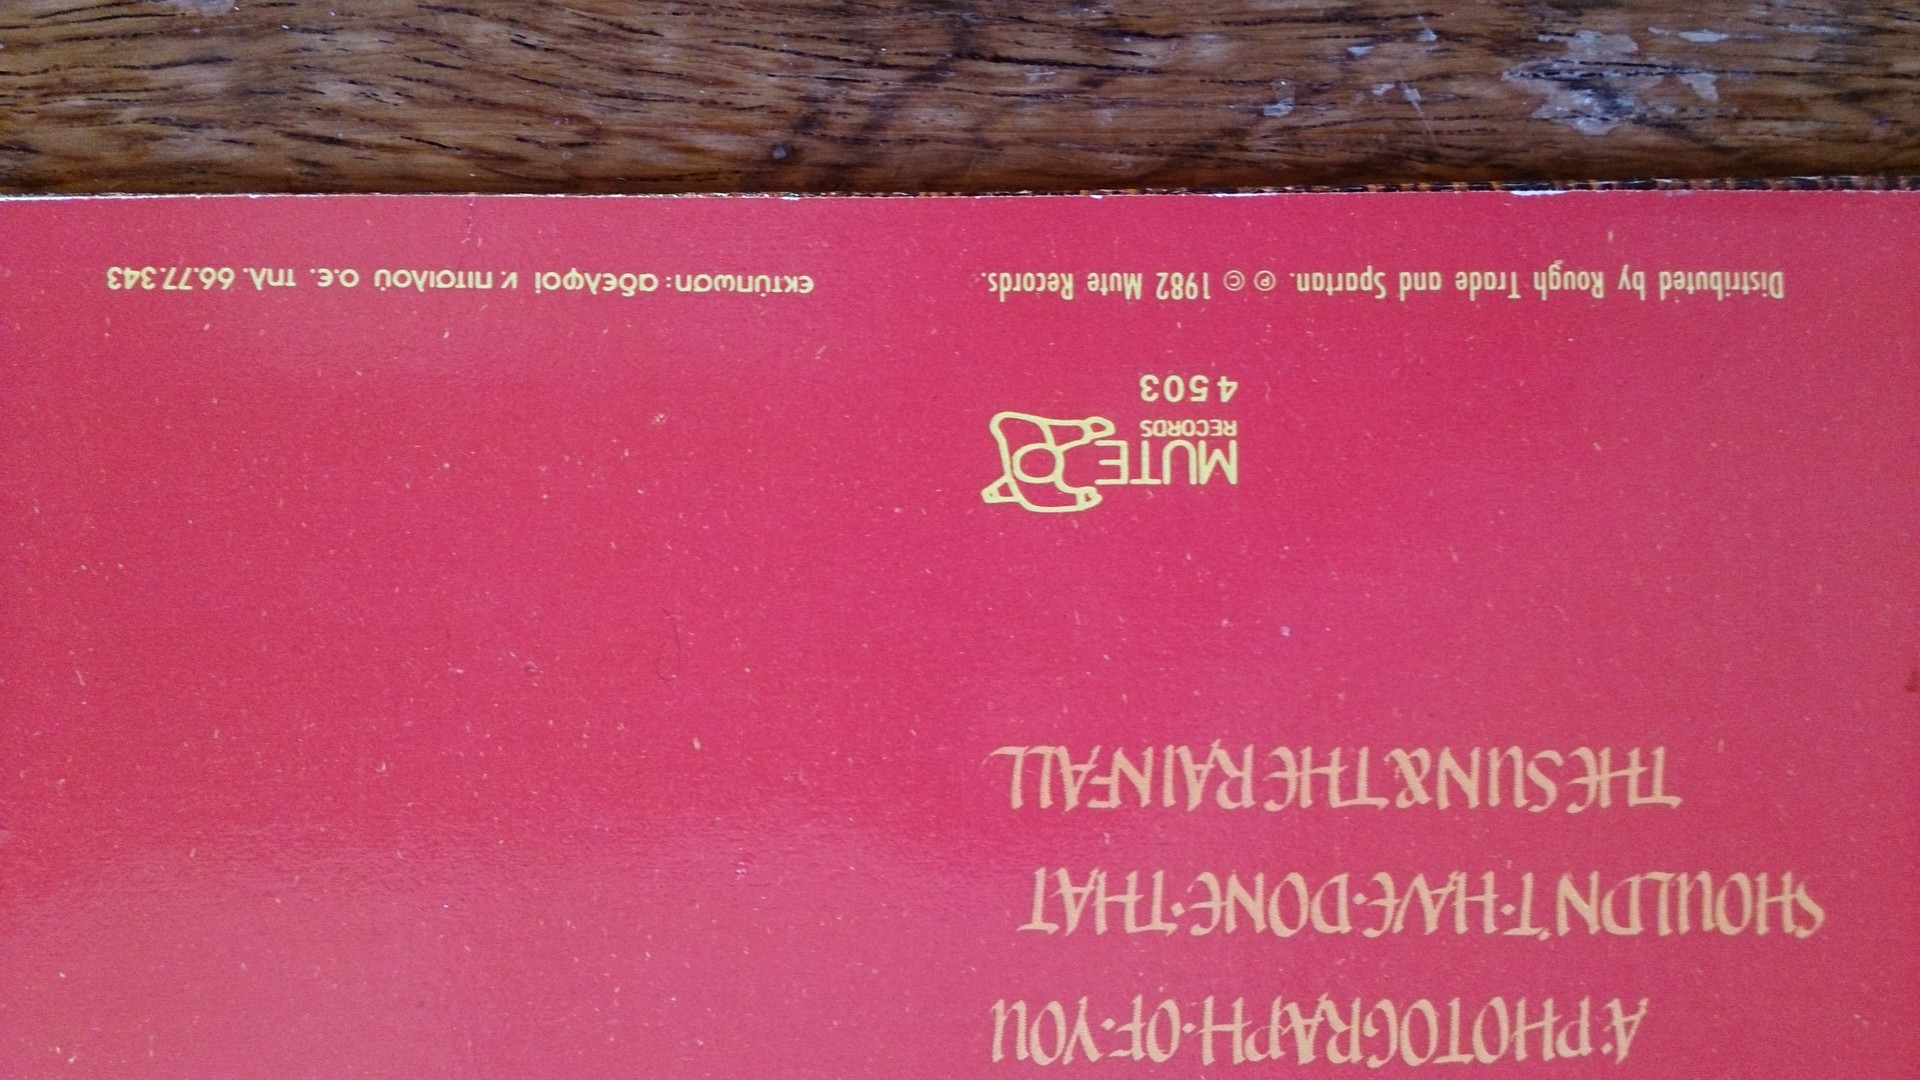 A·PHOTOGRAPH·OF·YOU
SHOULDN'T·HAVE·DONE·THAT
THE SUN & THE RAINFALL
MUTE
RECORDS
4503
Distributed by Rough Trade and Spartan. ℗ © 1982 Mute Records.
εκτύπωση: αδελφοί ν. πιταιλού ο.ε. τηλ. 66.77.343